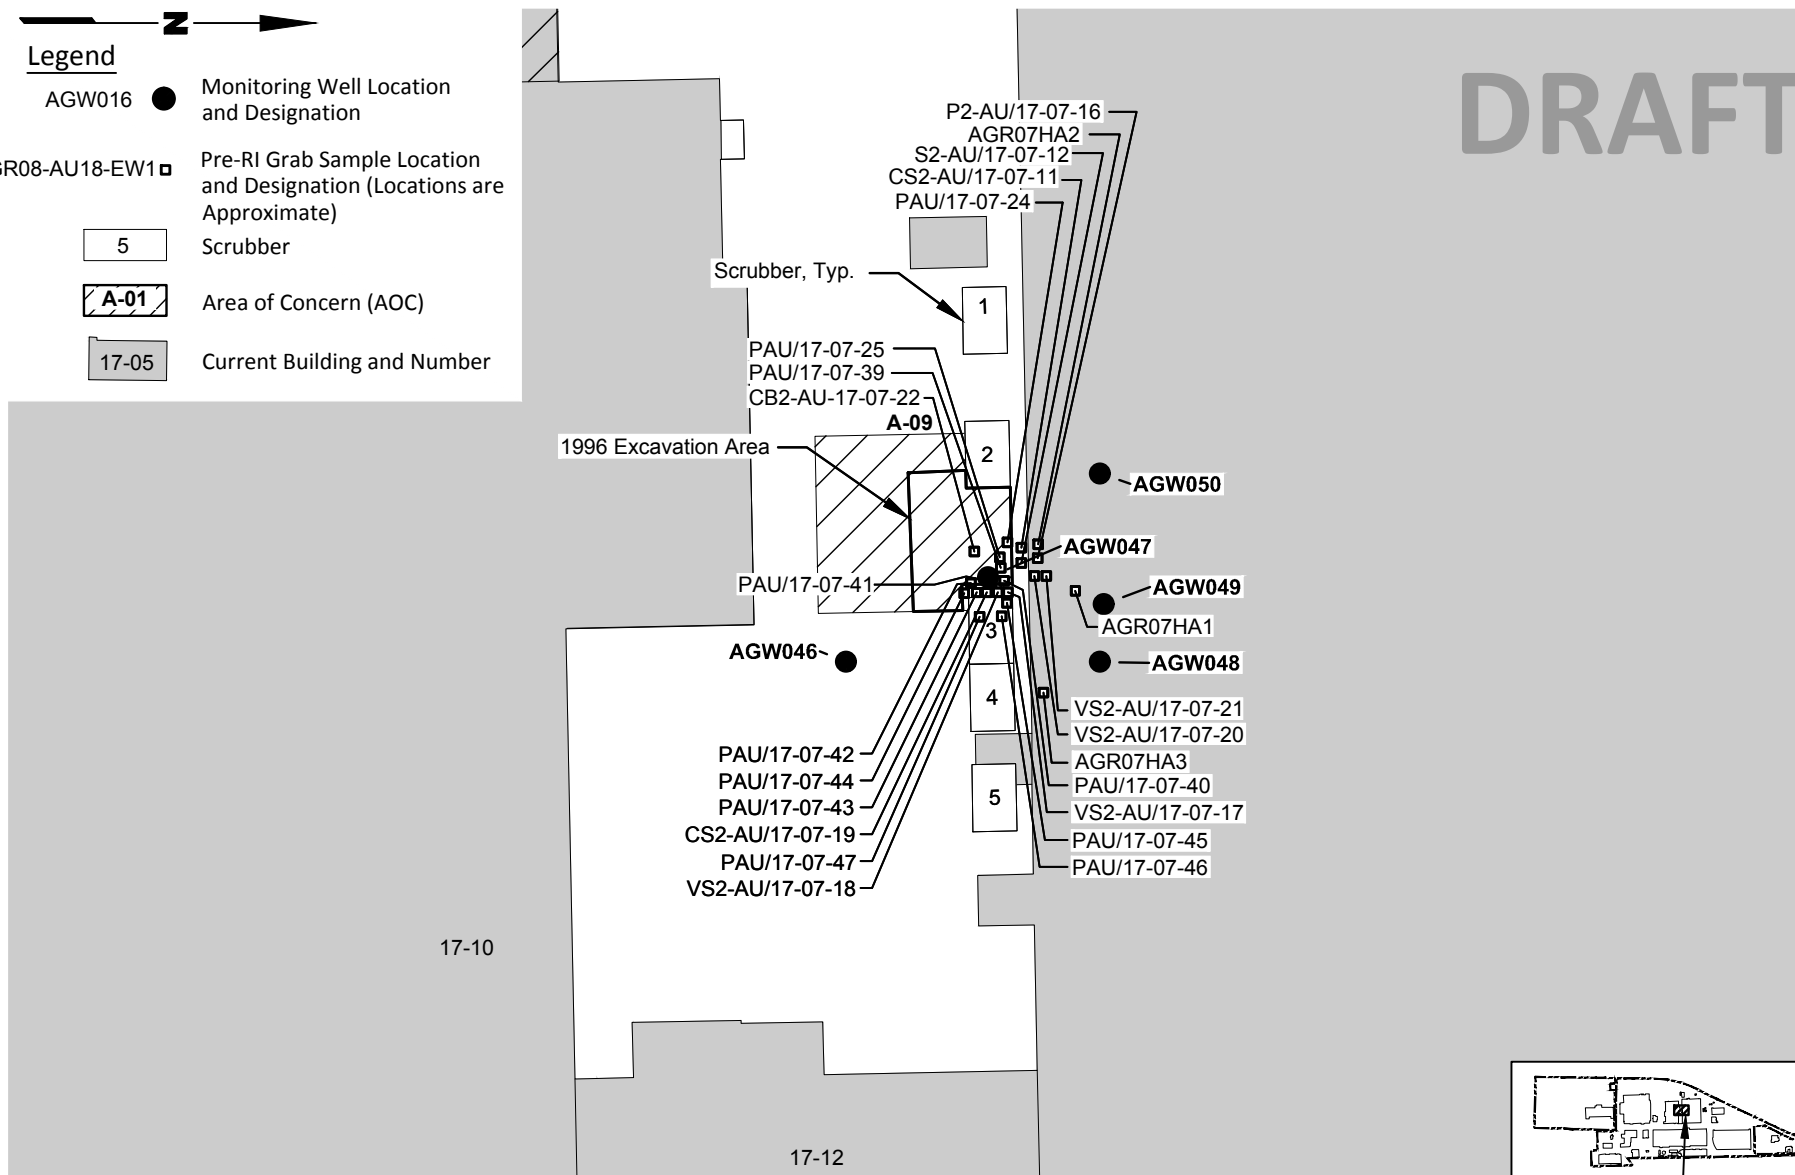 N
Legend
AGW016
Monitoring Well Location
and Designation
GR08-AU18-EW1
Pre-RI Grab Sample Location
and Designation (Locations are
Approximate)
5
Scrubber
A-01
Area of Concern (AOC)
17-05
Current Building and Number
DRAFT
P2-AU/17-07-16
AGR07HA2
S2-AU/17-07-12
CS2-AU/17-07-11
PAU/17-07-24
Scrubber, Typ.
1
PAU/17-07-25
PAU/17-07-39
CB2-AU-17-07-22
A-09
1996 Excavation Area
2
AGW050
AGW047
PAU/17-07-41
AGW049
AGR07HA1
3
AGW046
AGW048
4
VS2-AU/17-07-21
VS2-AU/17-07-20
AGR07HA3
PAU/17-07-40
VS2-AU/17-07-17
PAU/17-07-45
PAU/17-07-46
PAU/17-07-42
PAU/17-07-44
PAU/17-07-43
CS2-AU/17-07-19
PAU/17-07-47
VS2-AU/17-07-18
5
17-10
17-12